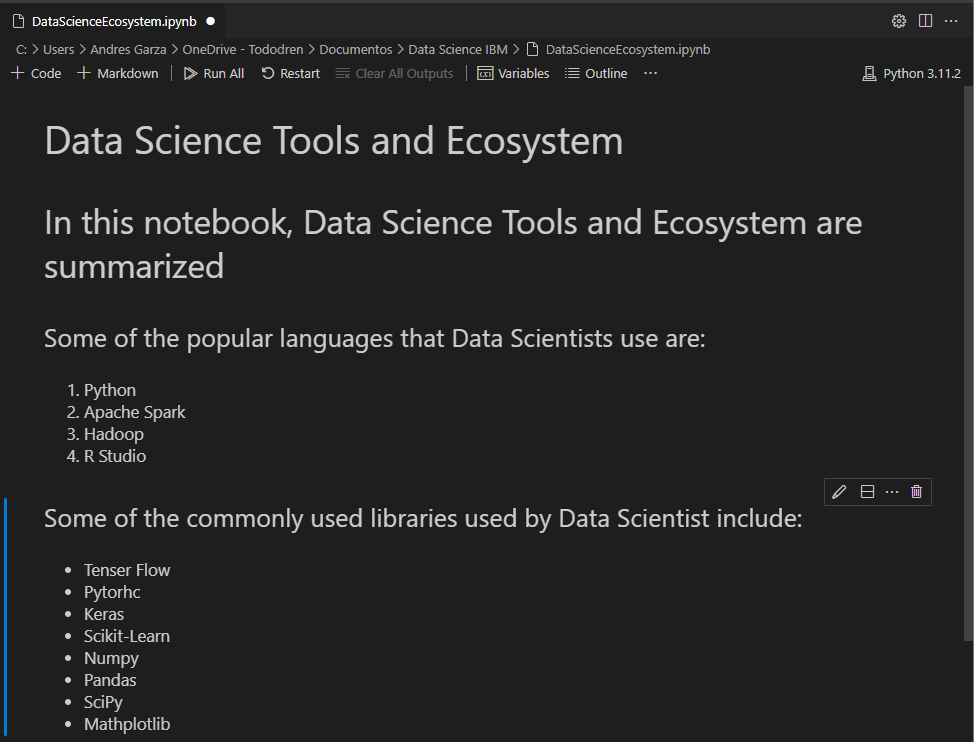 DataScienceEcosystem.ipynb
C: > Users > Andres Garza > OneDrive - Tododren > Documentos > Data Science IBM > DataScienceEcosystem.ipynb
+ Code + Markdown | Run All Restart Clear All Outputs | Variables Outline ··· Python 3.11.2
Data Science Tools and Ecosystem
In this notebook, Data Science Tools and Ecosystem are
summarized
Some of the popular languages that Data Scientists use are:
1. Python
2. Apache Spark
3. Hadoop
4. R Studio
Some of the commonly used libraries used by Data Scientist include:
• Tenser Flow
• Pytorhc
• Keras
• Scikit-Learn
• Numpy
• Pandas
• SciPy
• Mathplotlib